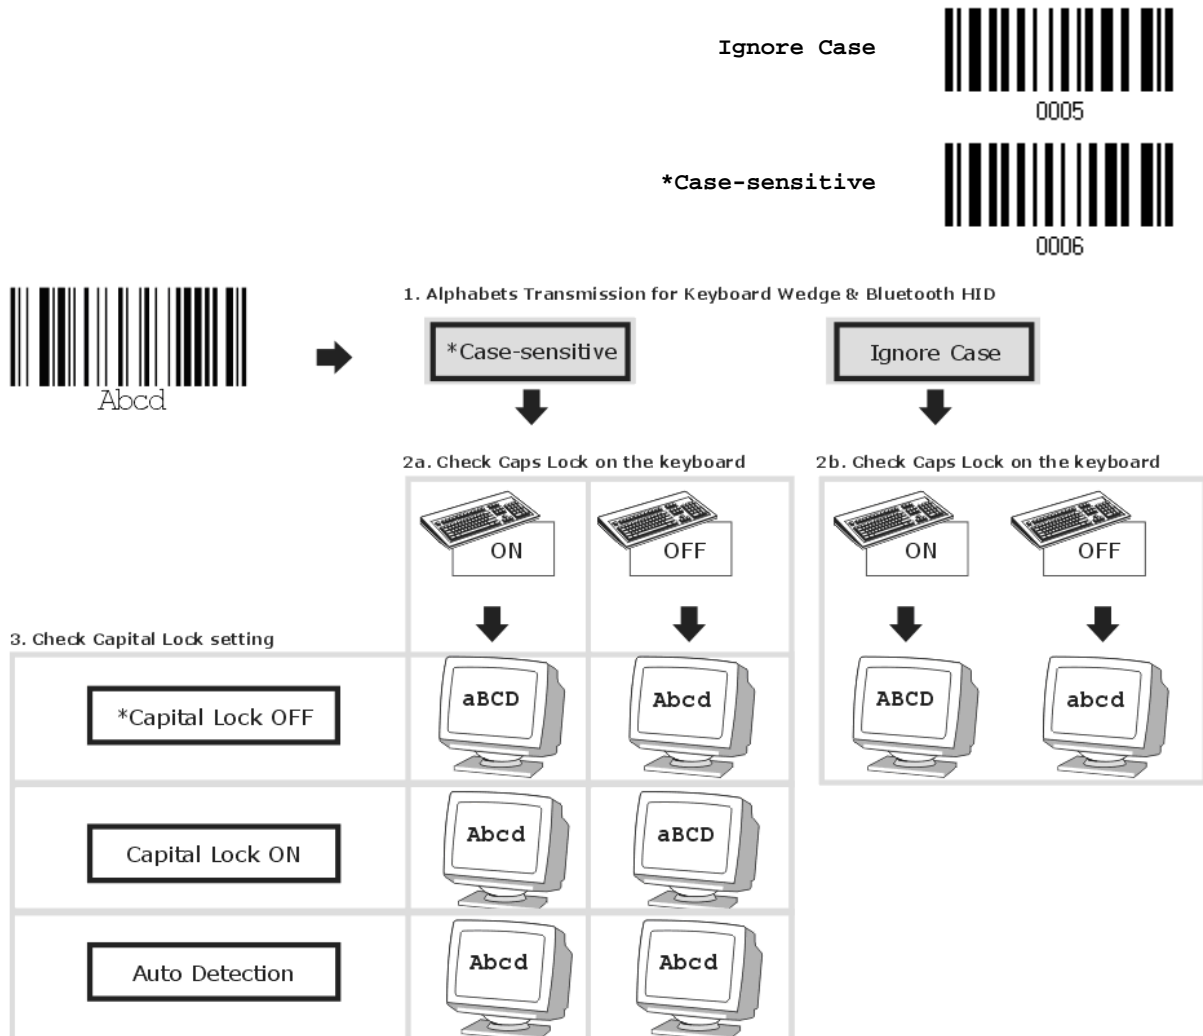 Ignore Case
0005
*Case-sensitive
0006
Abcd
1. Alphabets Transmission for Keyboard Wedge & Bluetooth HID
*Case-sensitive
Ignore Case
2a. Check Caps Lock on the keyboard
2b. Check Caps Lock on the keyboard
ON
OFF
ON
OFF
3. Check Capital Lock setting
*Capital Lock OFF
aBCD
Abcd
ABCD
abcd
Capital Lock ON
Abcd
aBCD
Auto Detection
Abcd
Abcd